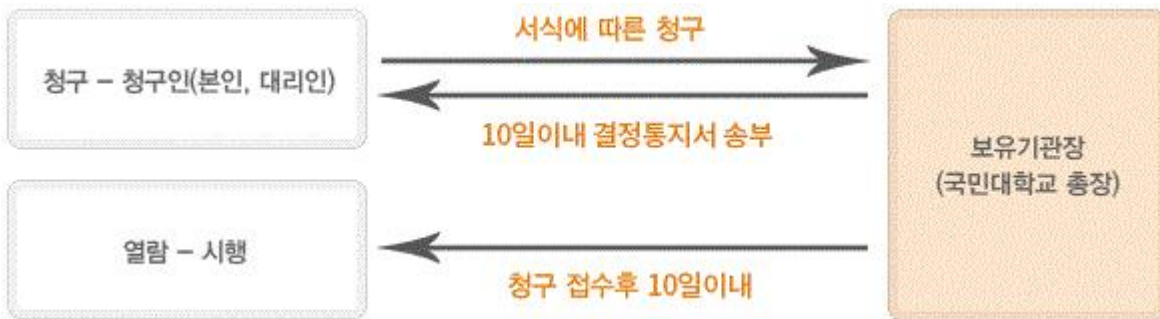 서식에 따른 청구
청구 – 청구인(본인, 대리인)
10일이내 결정통지서 송부
보유기관장
(국민대학교 총장)
열람 – 시행
청구 접수후 10일이내